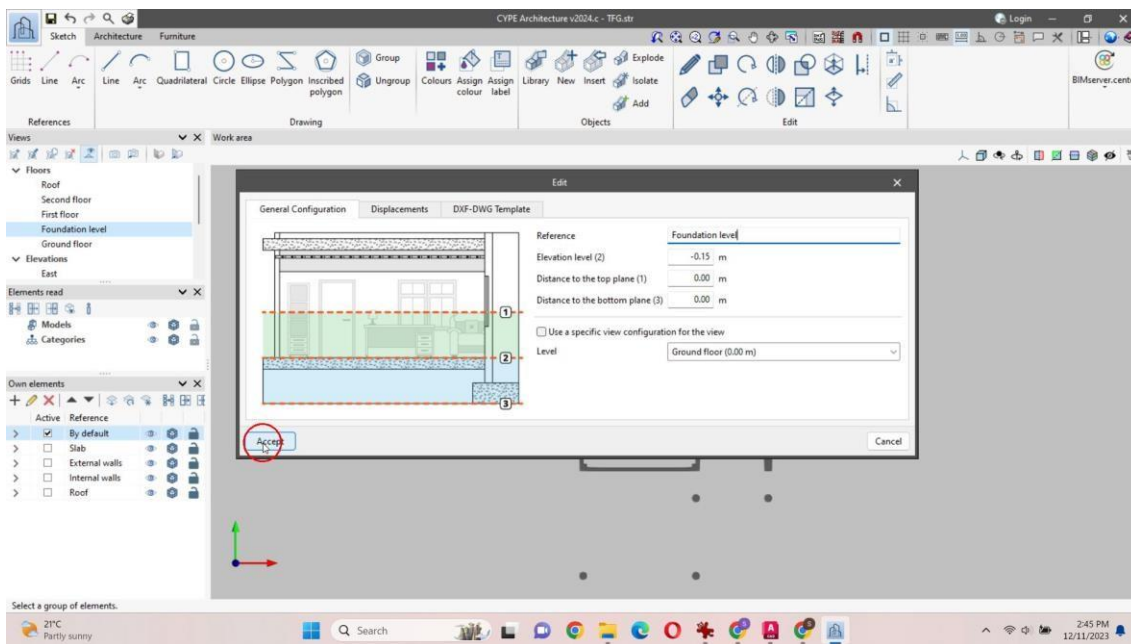 CYPE Architecture v2024.c - TFG.str
Login
Sketch Architecture Furniture
Group
Explode
Grids Line Arc Line Arc Quadrilateral Circle Ellipse Polygon Inscribed polygon
Ungroup
Colours Assign colour Assign label
Library New Insert
Isolate
Add
BIMserver.cent
References Drawing Objects Edit
Views
Work area
Floors
Roof
Second floor
First floor
Foundation level
Ground floor
Elevations
East
Elements read
Models
Categories
Own elements
Active Reference
By default
Slab
External walls
Internal walls
Roof
Edit
General Configuration Displacements DXF-DWG Template
1
2
3
Reference Foundation level
Elevation level (2) -0.15 m
Distance to the top plane (1) 0.00 m
Distance to the bottom plane (3) 0.00 m
Use a specific view configuration for the view
Level Ground floor (0.00 m)
Accept Cancel
Select a group of elements.
21°C
Partly sunny
Search
2:45 PM
12/11/2023